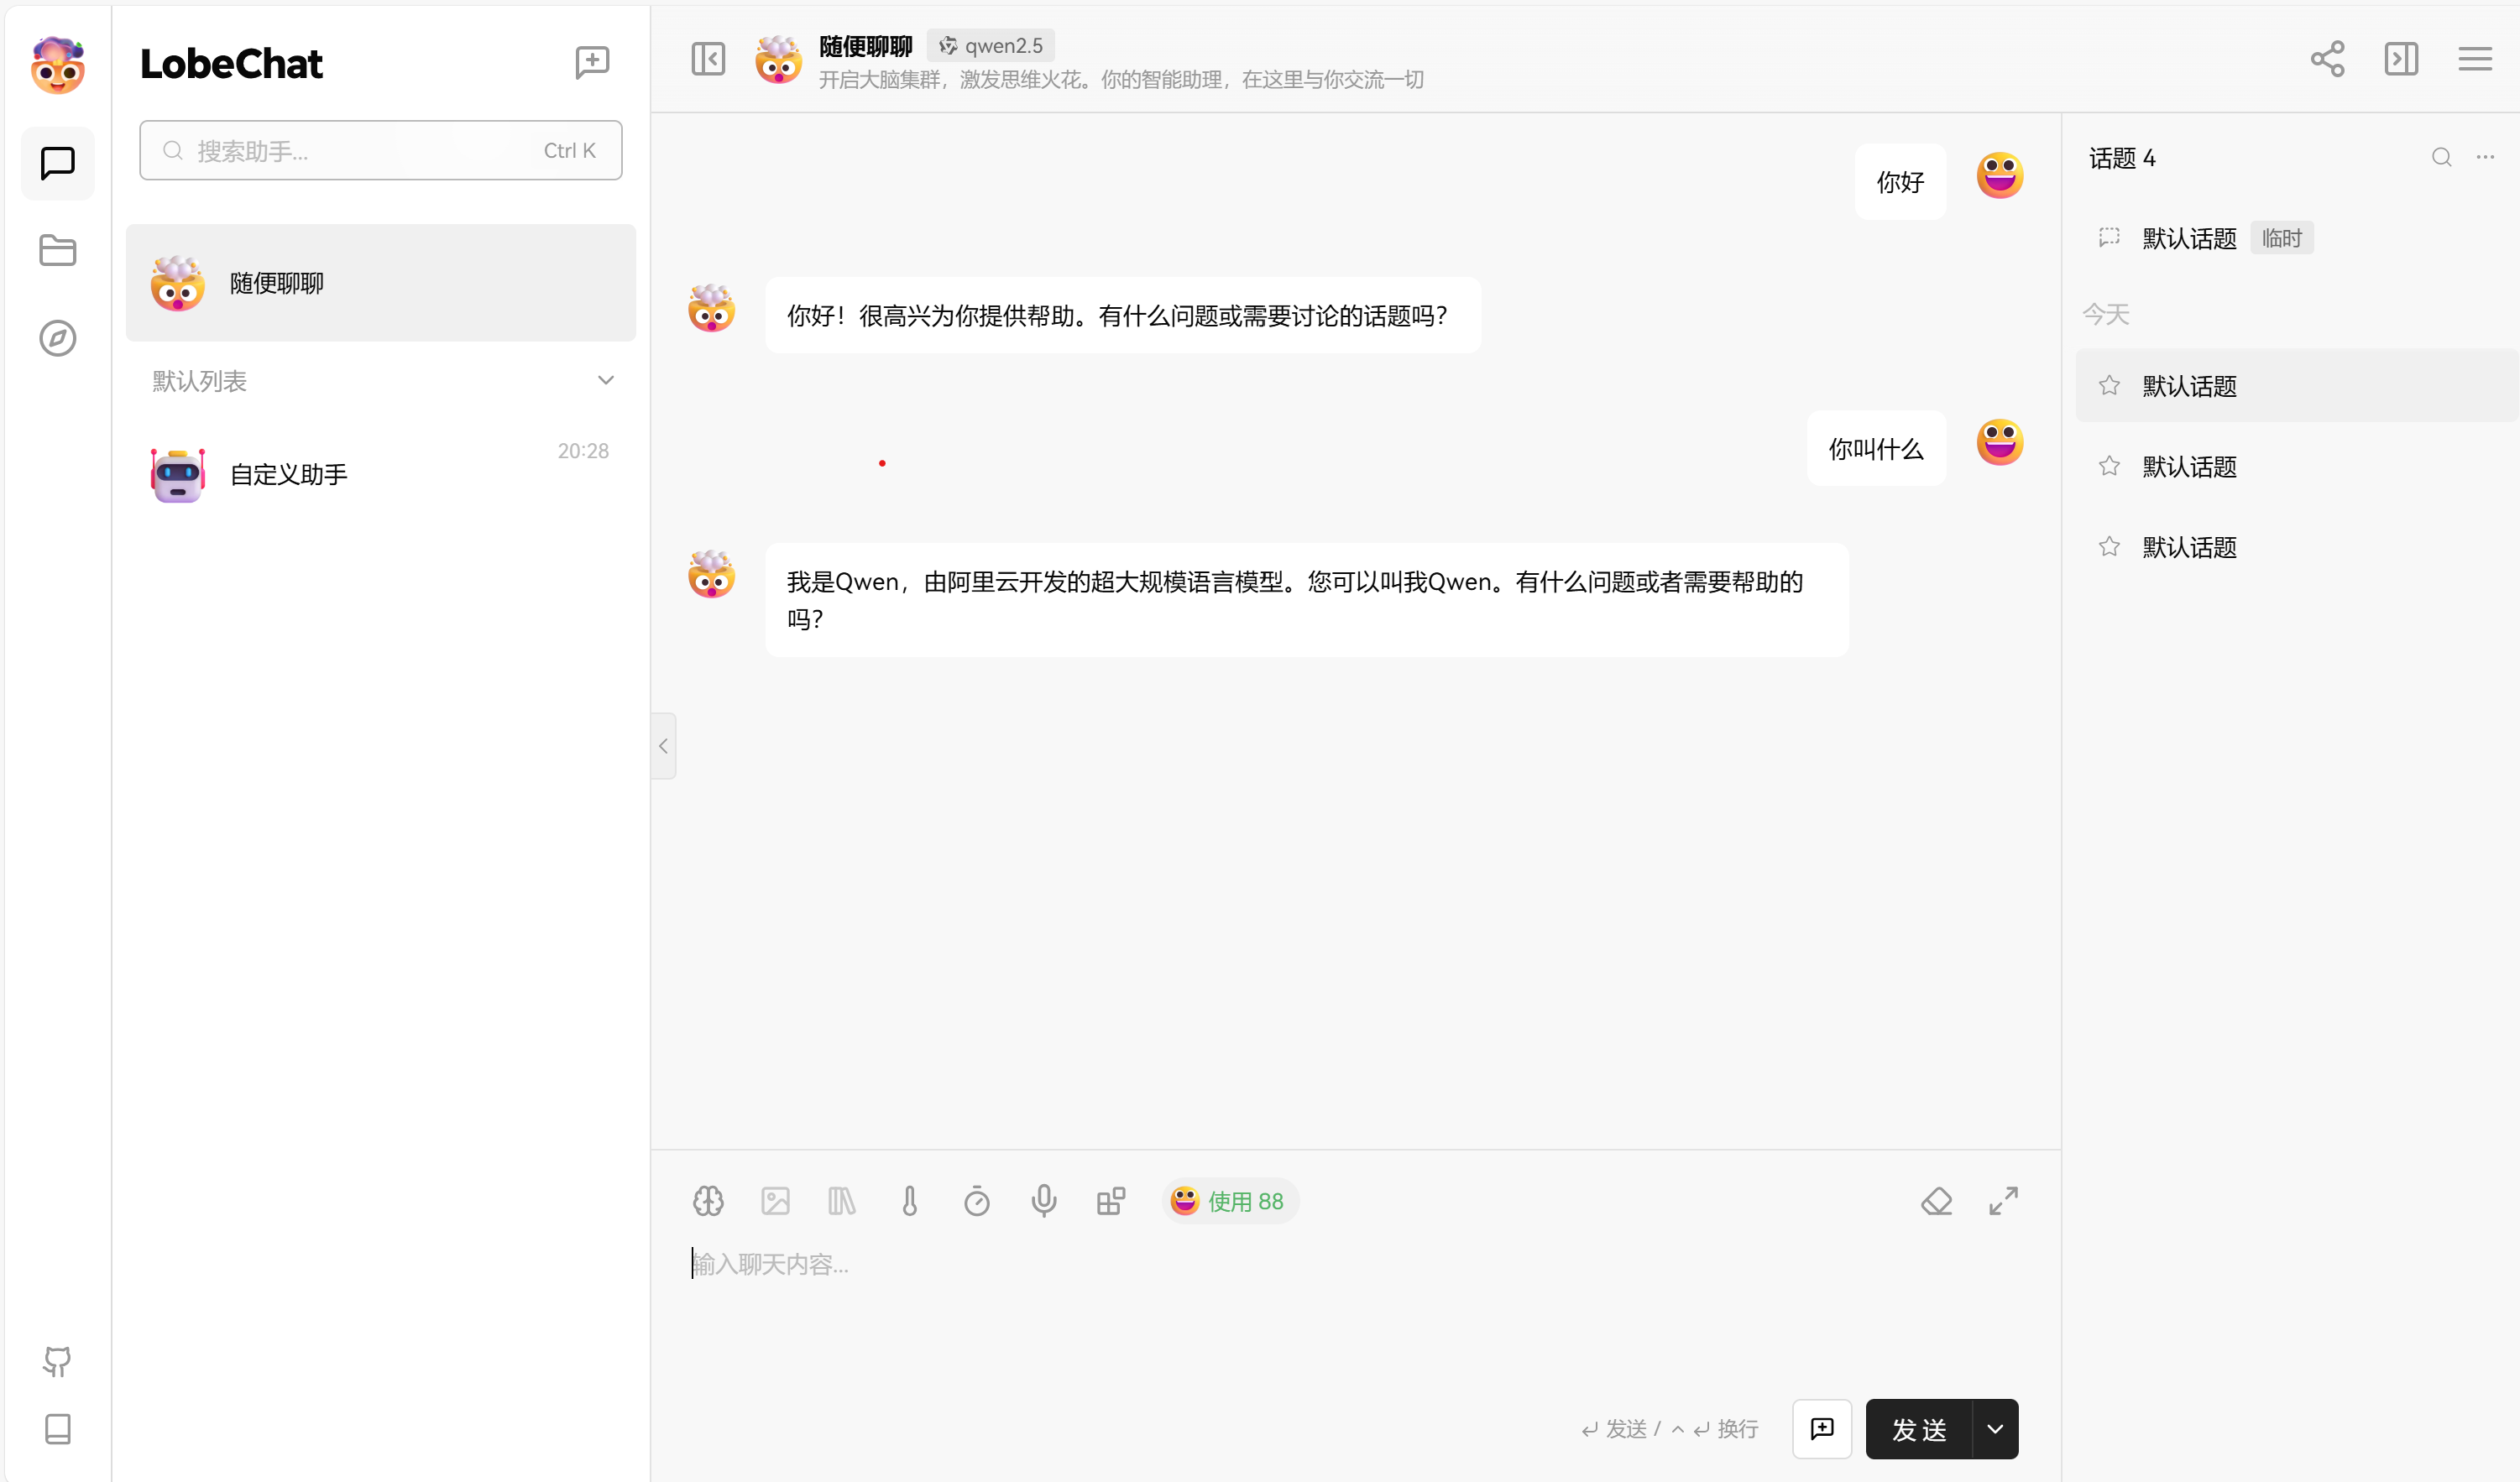 LobeChat
搜索助手...
Ctrl K
随便聊聊
默认列表
自定义助手
20:28
随便聊聊
qwen2.5
开启大脑集群，激发思维火花。你的智能助理，在这里与你交流一切
你好
你好！很高兴为你提供帮助。有什么问题或需要讨论的话题吗？
你叫什么
我是Qwen，由阿里云开发的超大规模语言模型。您可以叫我Qwen。有什么问题或者需要帮助的
吗？
使用 88
输入聊天内容...
发送 / 换行
发 送
话题 4
默认话题 临时
今天
默认话题
默认话题
默认话题